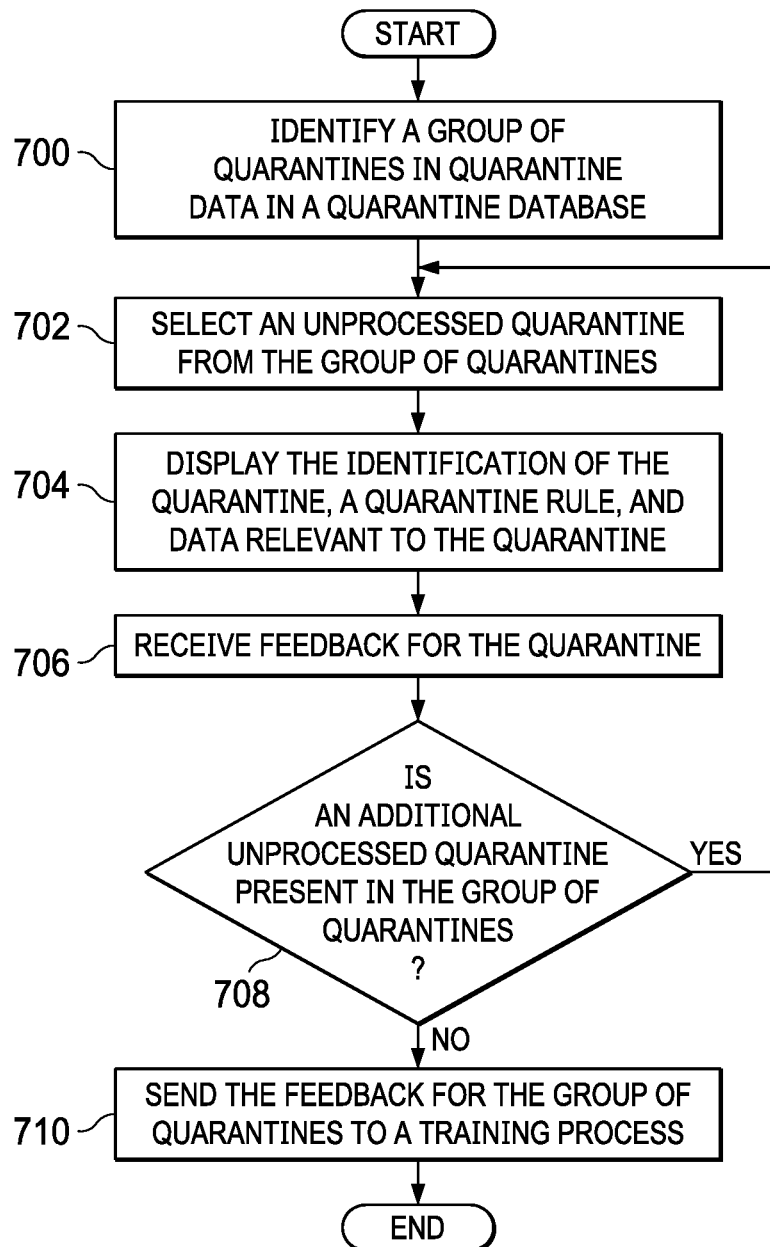 START
700
IDENTIFY A GROUP OF
QUARANTINES IN QUARANTINE
DATA IN A QUARANTINE DATABASE
702
SELECT AN UNPROCESSED QUARANTINE
FROM THE GROUP OF QUARANTINES
704
DISPLAY THE IDENTIFICATION OF THE
QUARANTINE, A QUARANTINE RULE, AND
DATA RELEVANT TO THE QUARANTINE
706
RECEIVE FEEDBACK FOR THE QUARANTINE
IS
AN ADDITIONAL
UNPROCESSED QUARANTINE
PRESENT IN THE GROUP OF
QUARANTINES
?
YES
708
NO
710
SEND THE FEEDBACK FOR THE GROUP OF
QUARANTINES TO A TRAINING PROCESS
END